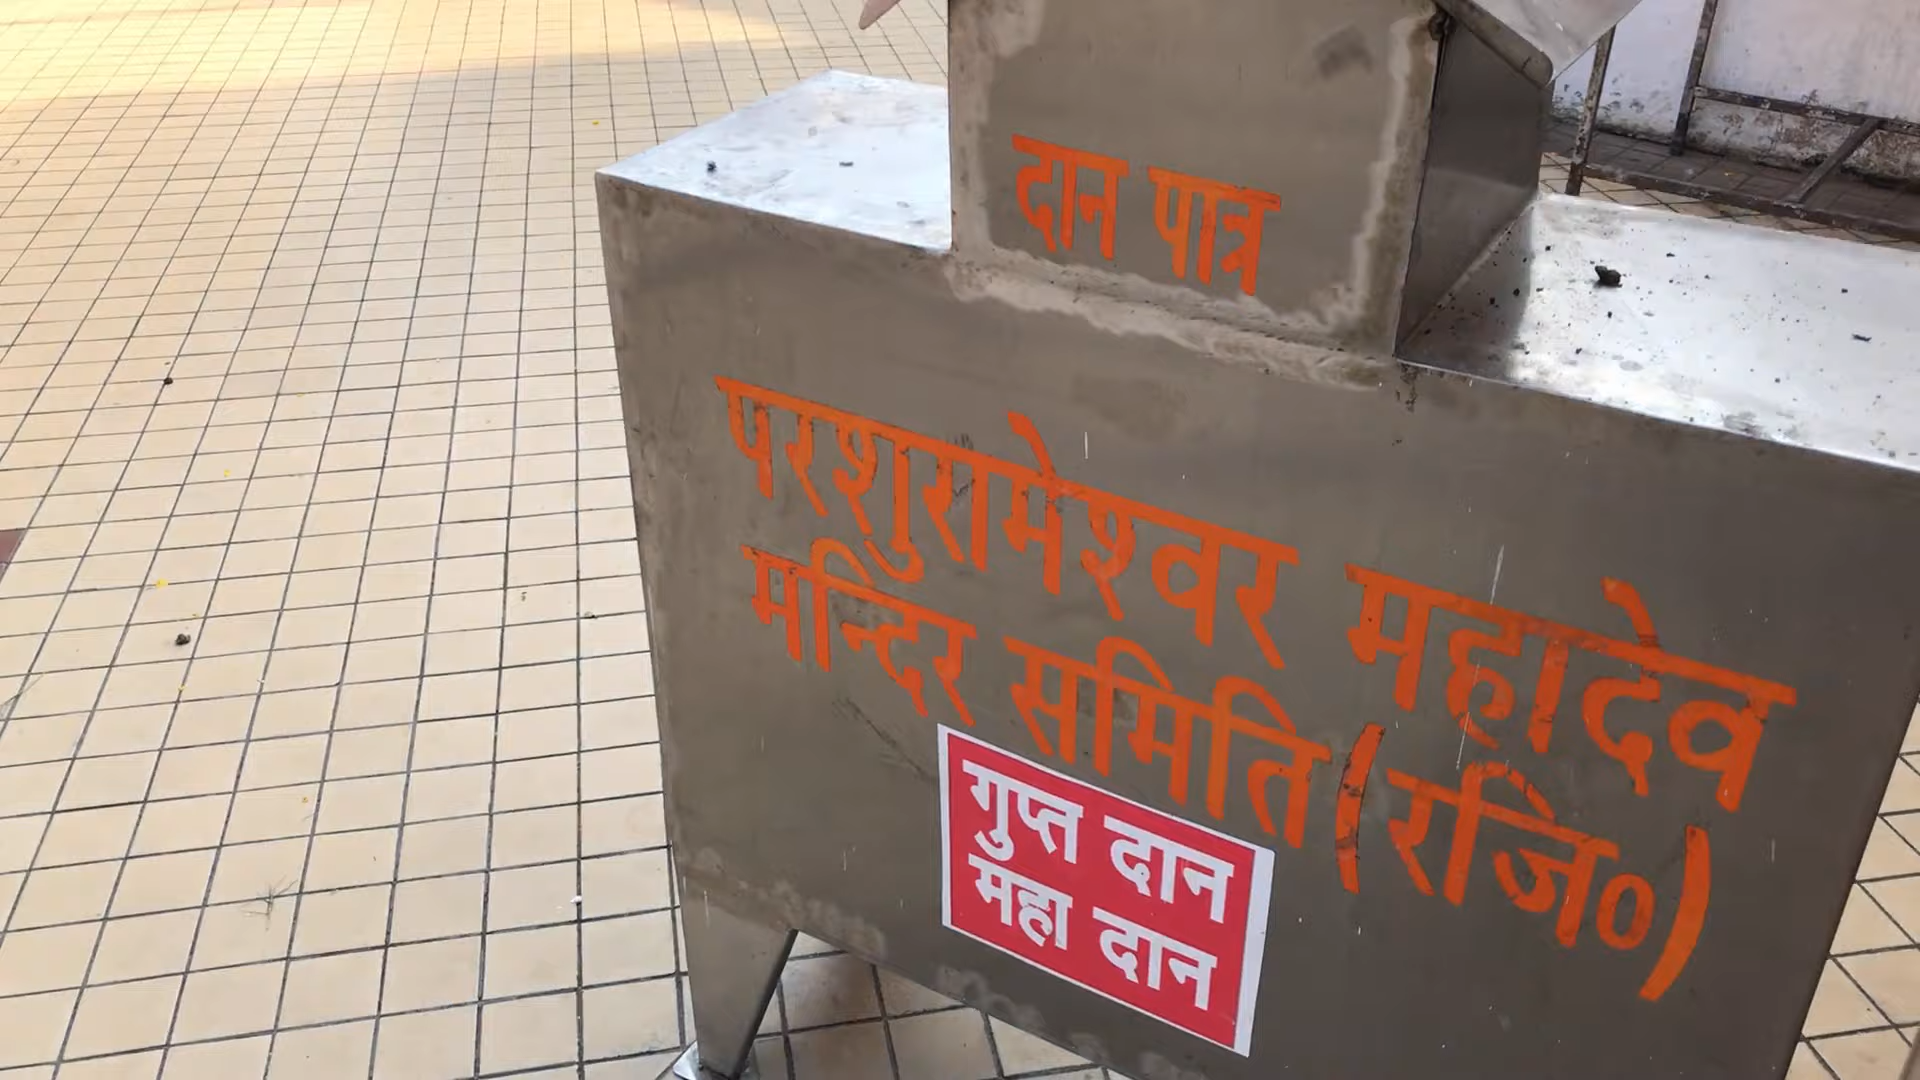 दान पात्र
परशुरामेश्वर महादेव
मन्दिर समिति (रजि०)
गुप्त दान
महा दान